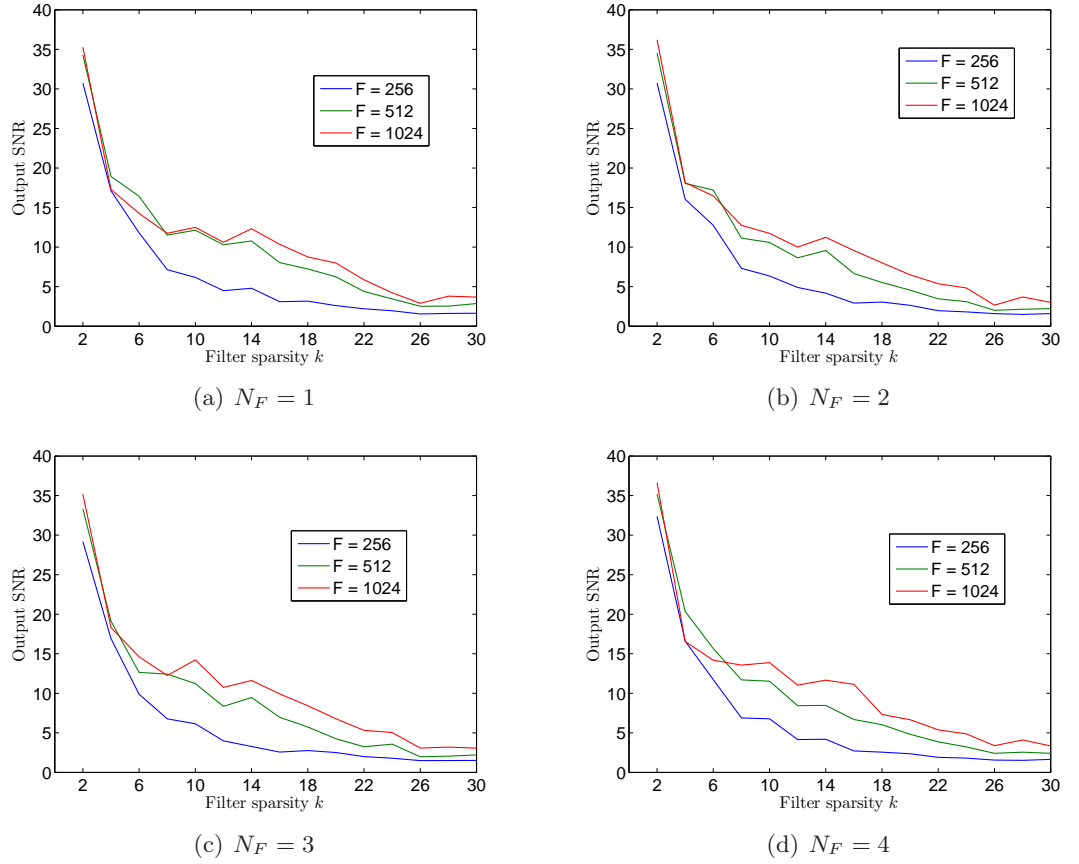 40
35
30
25
20
15
10
5
0
Output SNR
F = 256
F = 512
F = 1024
2 6 10 14 18 22 26 30
Filter sparsity k
(a) N_F = 1
40
35
30
25
20
15
10
5
0
Output SNR
F = 256
F = 512
F = 1024
2 6 10 14 18 22 26 30
Filter sparsity k
(b) N_F = 2
40
35
30
25
20
15
10
5
0
Output SNR
F = 256
F = 512
F = 1024
2 6 10 14 18 22 26 30
Filter sparsity k
(c) N_F = 3
40
35
30
25
20
15
10
5
0
Output SNR
F = 256
F = 512
F = 1024
2 6 10 14 18 22 26 30
Filter sparsity k
(d) N_F = 4